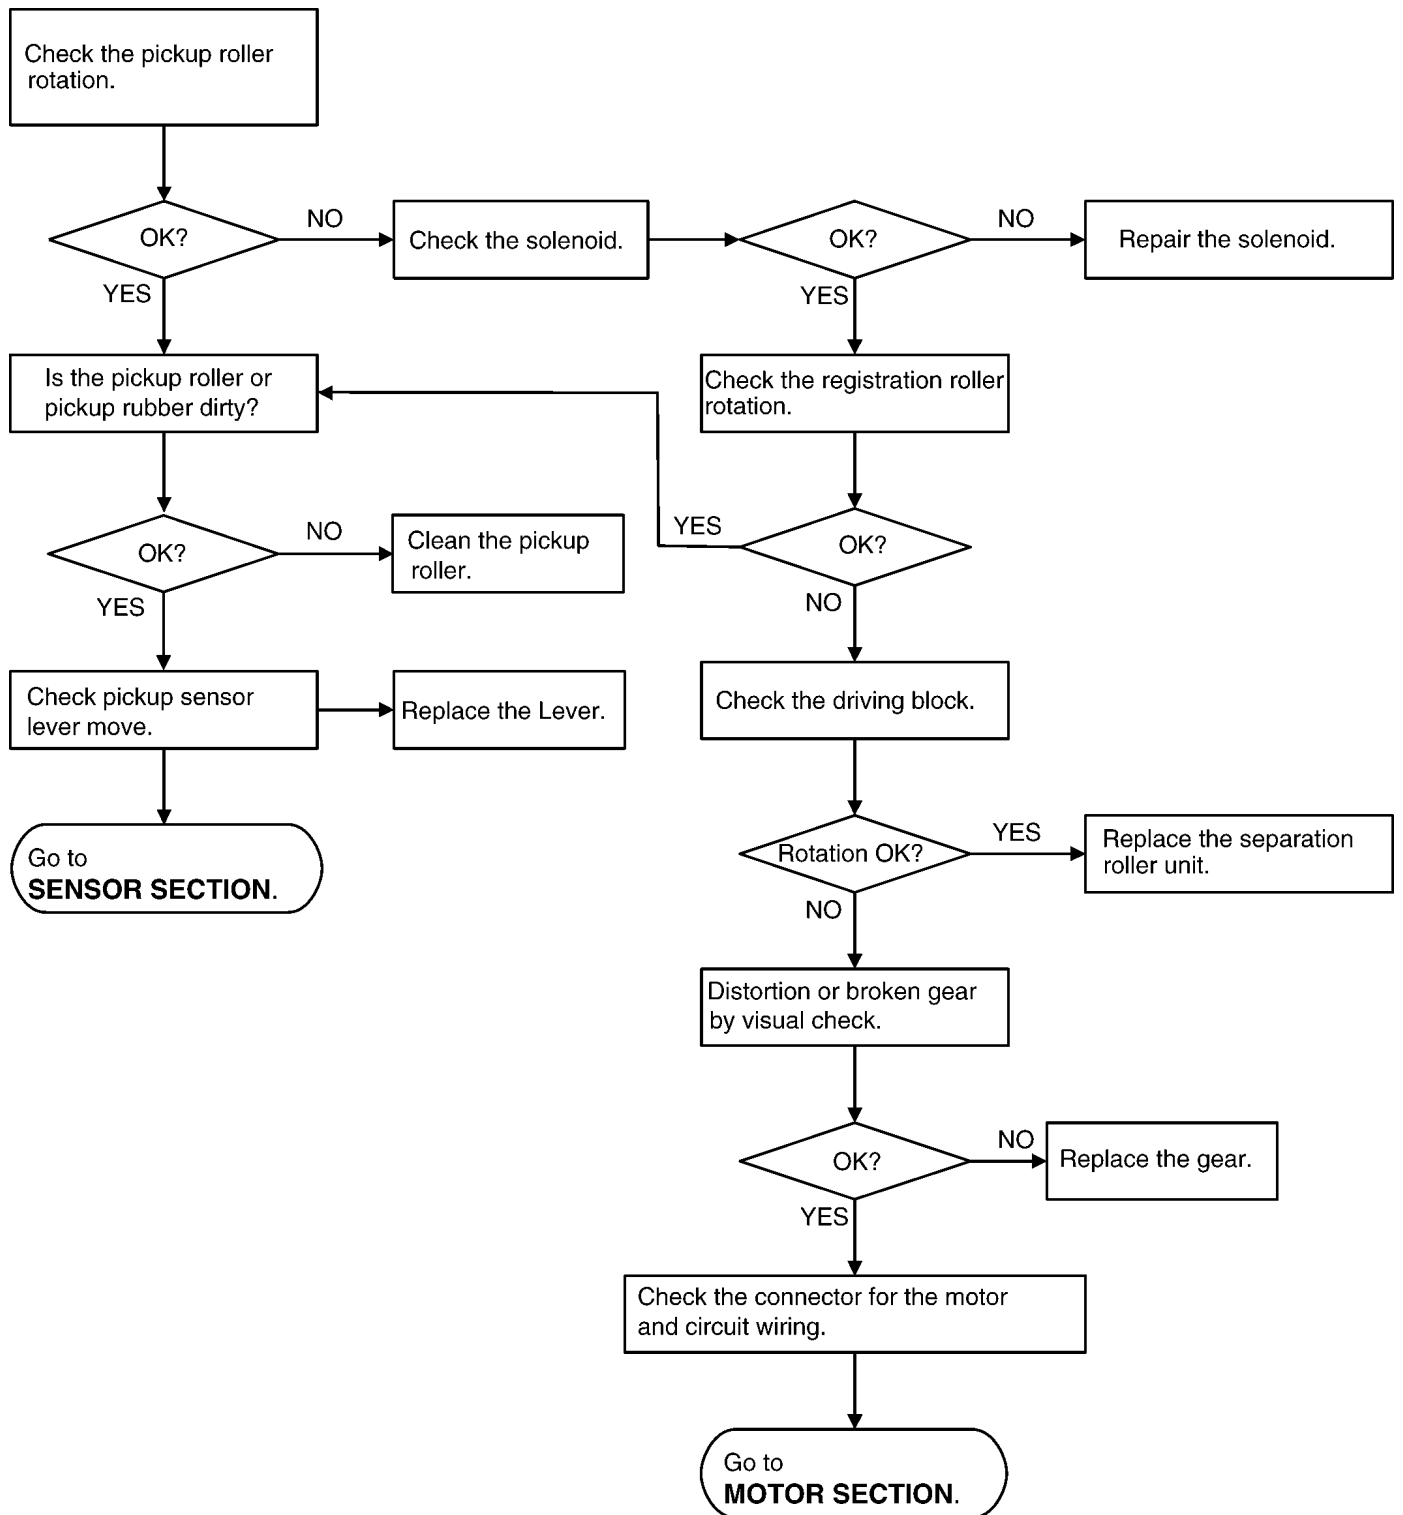 Check the pickup roller
rotation.
OK?
NO
Check the solenoid.
OK?
NO
Repair the solenoid.
YES
YES
Is the pickup roller or
pickup rubber dirty?
Check the registration roller
rotation.
OK?
NO
Clean the pickup
roller.
YES
OK?
YES
NO
Check pickup sensor
lever move.
Replace the Lever.
Check the driving block.
Go to
SENSOR SECTION.
Rotation OK?
YES
Replace the separation
roller unit.
NO
Distortion or broken gear
by visual check.
OK?
NO
Replace the gear.
YES
Check the connector for the motor
and circuit wiring.
Go to
MOTOR SECTION.